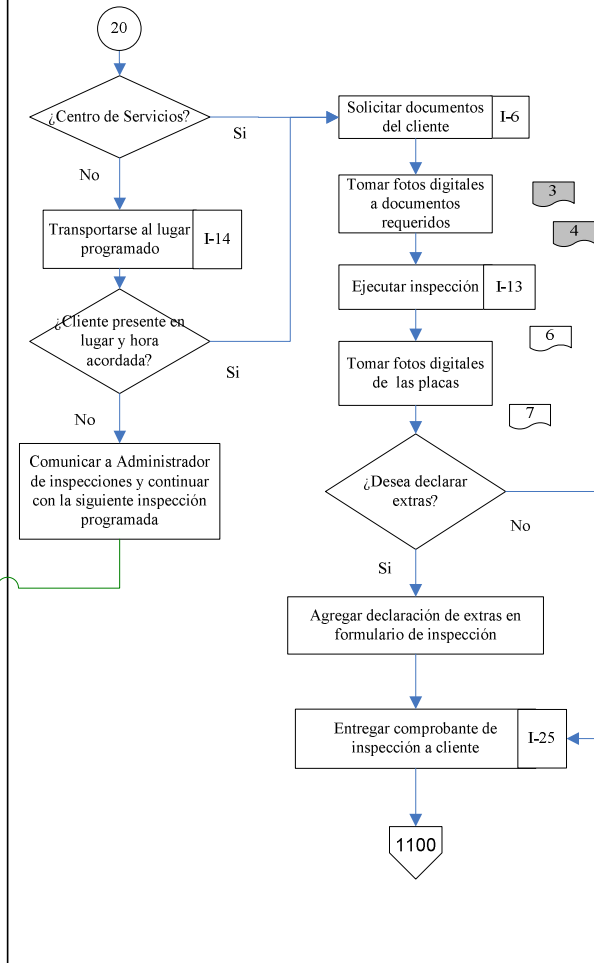 20
¿Centro de Servicios?
Si
No
Transportarse al lugar
programado
I-14
¿Cliente presente en
lugar y hora
acordada?
Si
No
Comunicar a Administrador
de inspecciones y continuar
con la siguiente inspección
programada
Solicitar documentos
del cliente
I-6
Tomar fotos digitales
a documentos
requeridos
3
4
Ejecutar inspección
I-13
6
Tomar fotos digitales
de las placas
7
¿Desea declarar
extras?
No
Si
Agregar declaración de extras en
formulario de inspección
Entregar comprobante de
inspección a cliente
I-25
1100